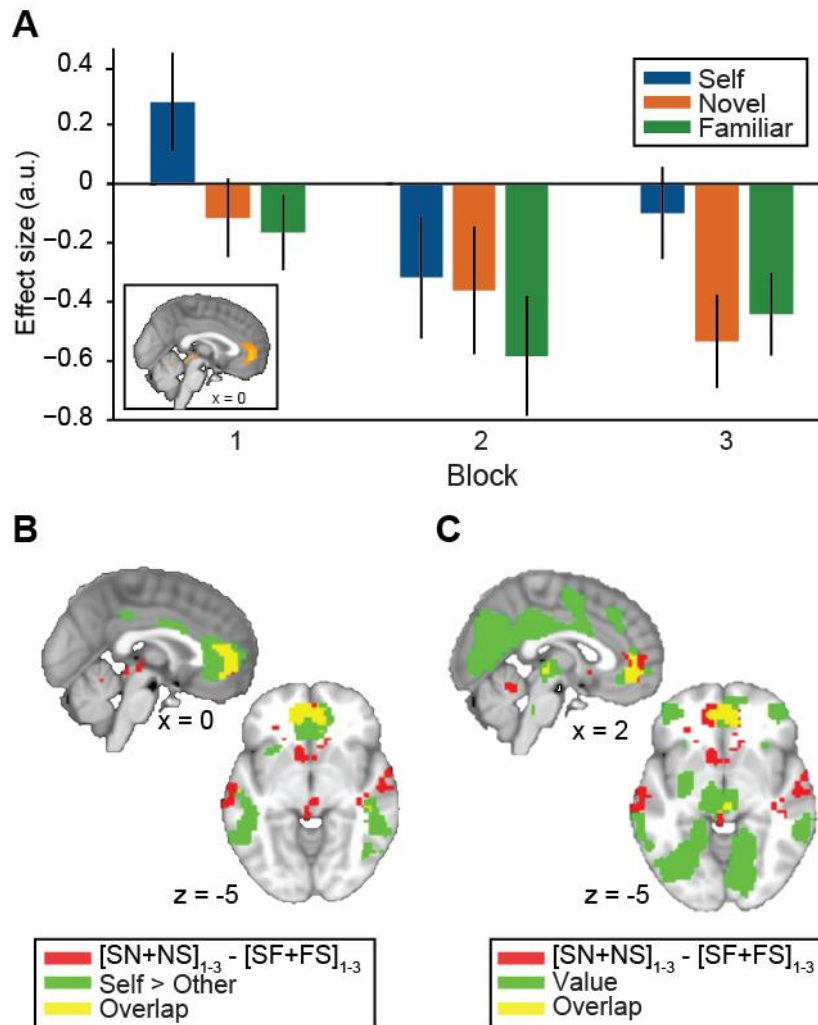 A
Effect size (a.u.)
0.4
0.2
0
−0.2
−0.4
−0.6
−0.8
Self
Novel
Familiar
x = 0
1 2 3
Block
B
x = 0
z = -5
[SN+NS]1-3 - [SF+FS]1-3
Self > Other
Overlap
C
x = 2
z = -5
[SN+NS]1-3 - [SF+FS]1-3
Value
Overlap